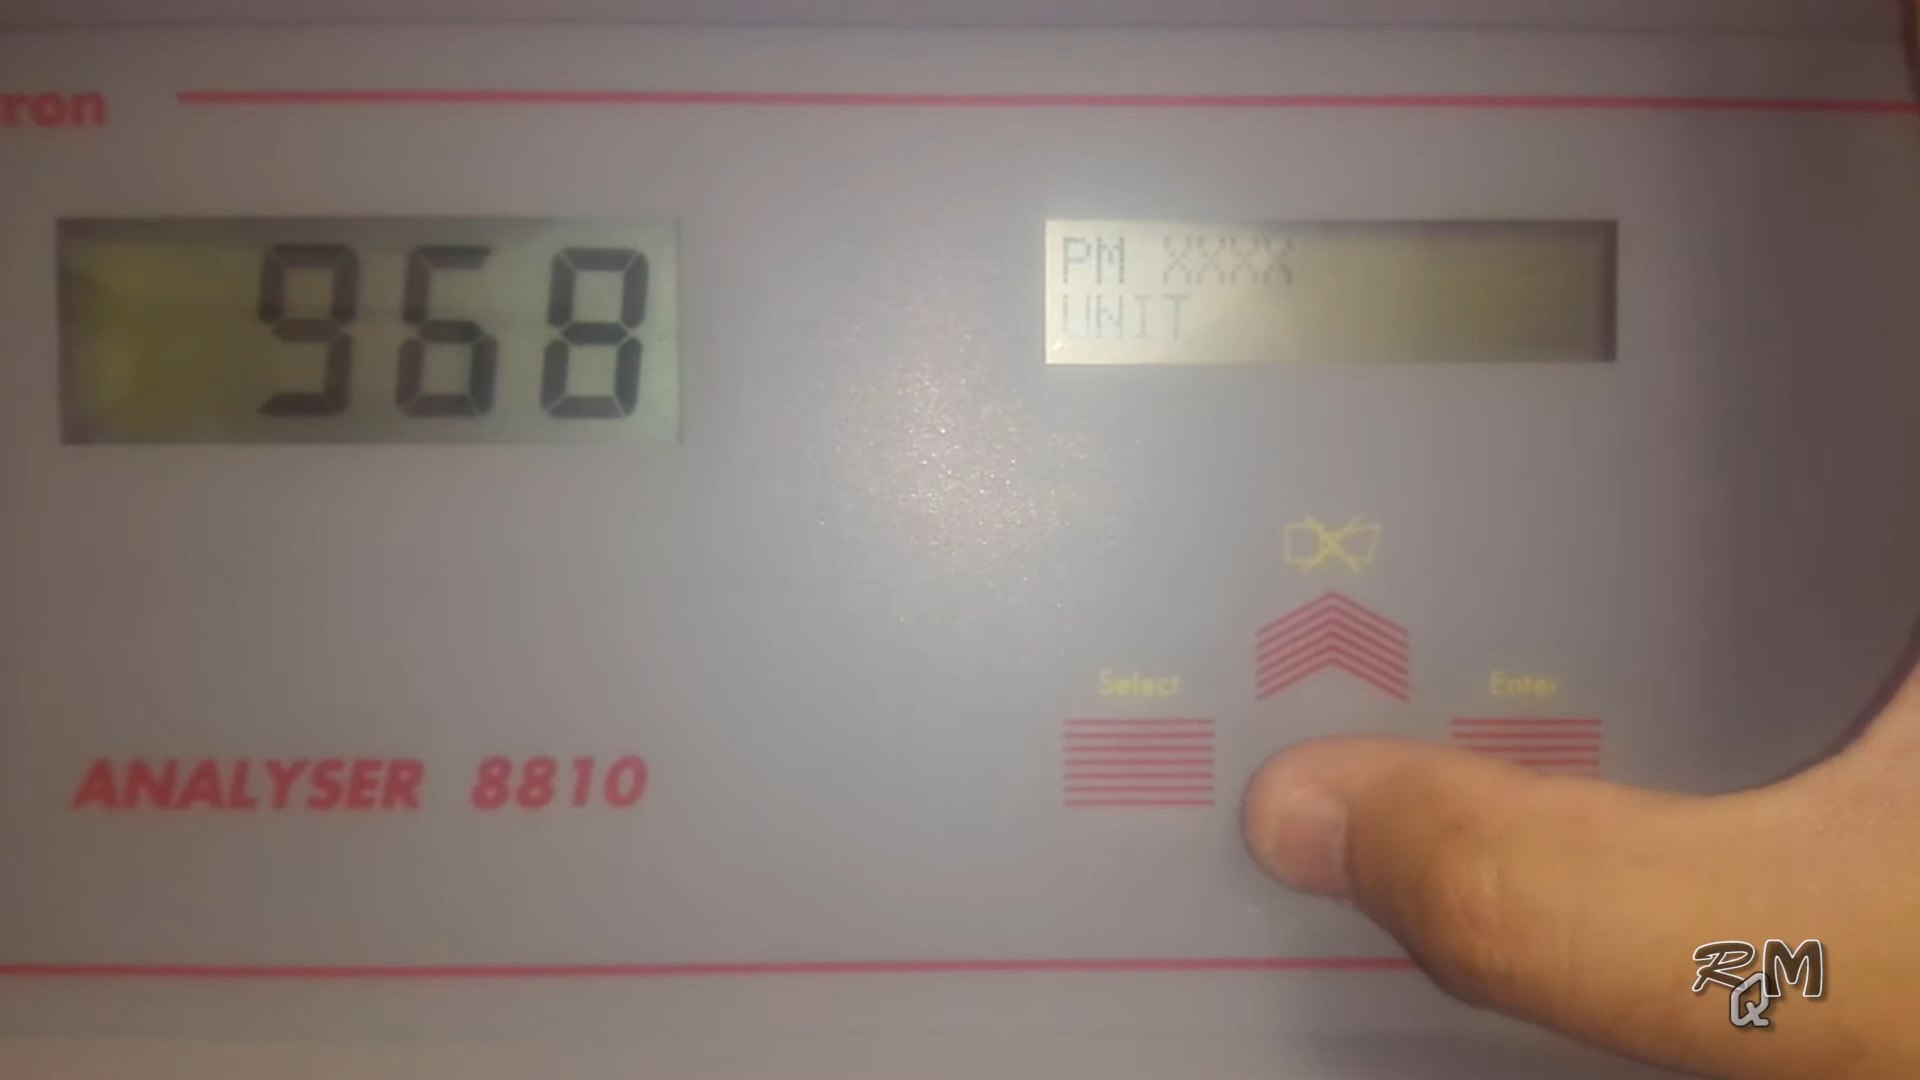 ron
968
PM XXXX
UNIT
Select
Enter
ANALYSER 8810
RQM